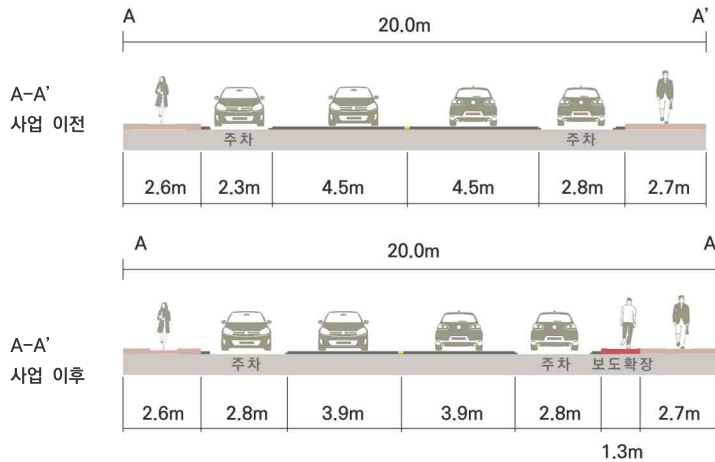 A A’
20.0m
A-A’
사업 이전
주차 주차
2.6m 2.3m 4.5m 4.5m 2.8m 2.7m
A A
20.0m
A-A’
사업 이후
주차 주차 보도확장
2.6m 2.8m 3.9m 3.9m 2.8m 2.7m
1.3m